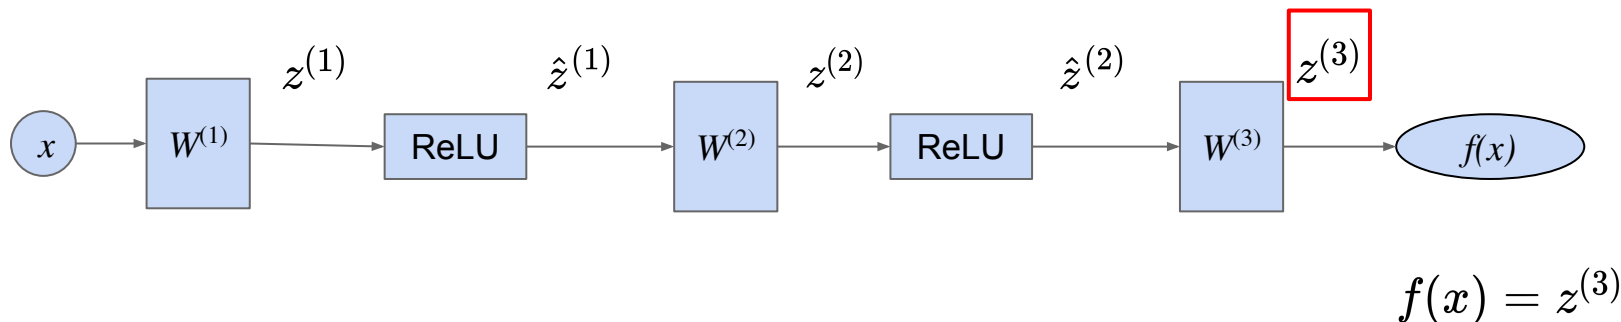 z^{(1)} ẑ^{(1)} z^{(2)} ẑ^{(2)} z^{(3)}
x W^{(1)} ReLU W^{(2)} ReLU W^{(3)} f(x)
f(x) = z^{(3)}